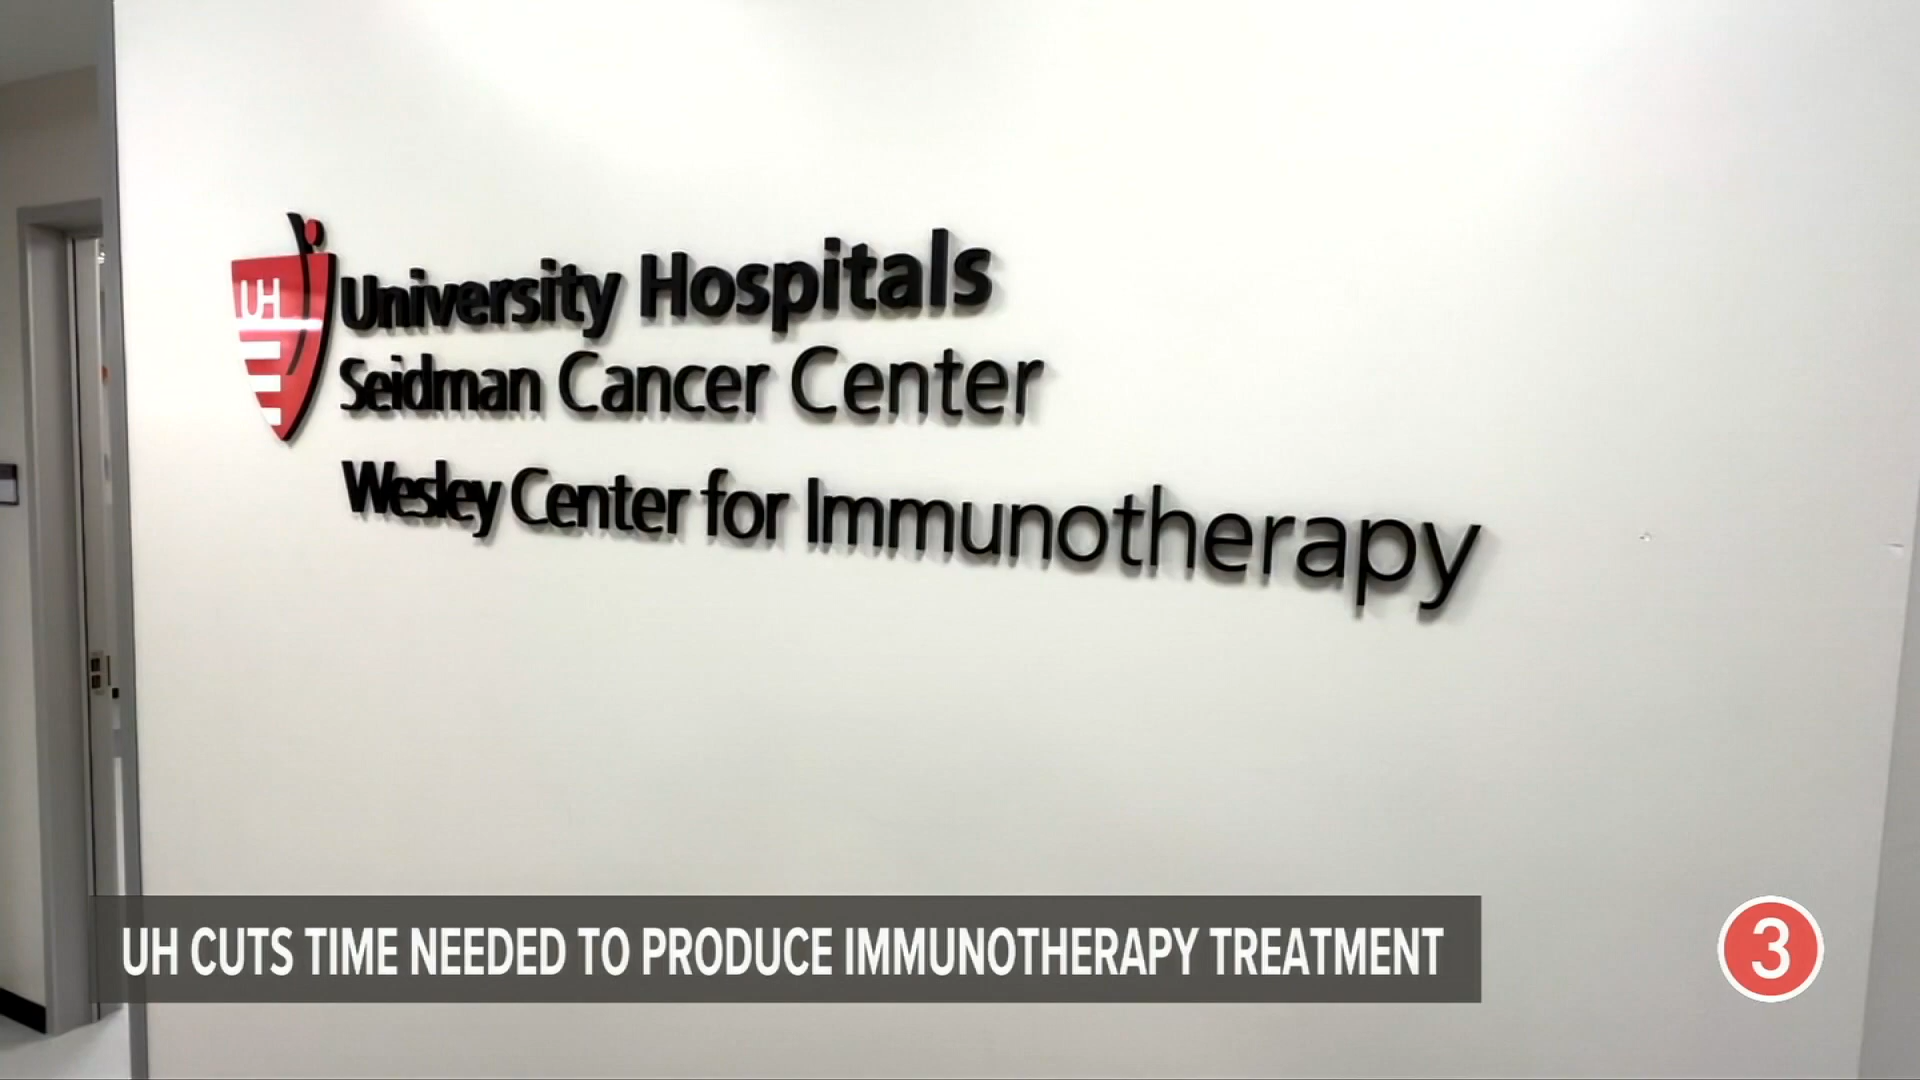 UH
University Hospitals
Seidman Cancer Center
Wesley Center for Immunotherapy
UH CUTS TIME NEEDED TO PRODUCE IMMUNOTHERAPY TREATMENT
3